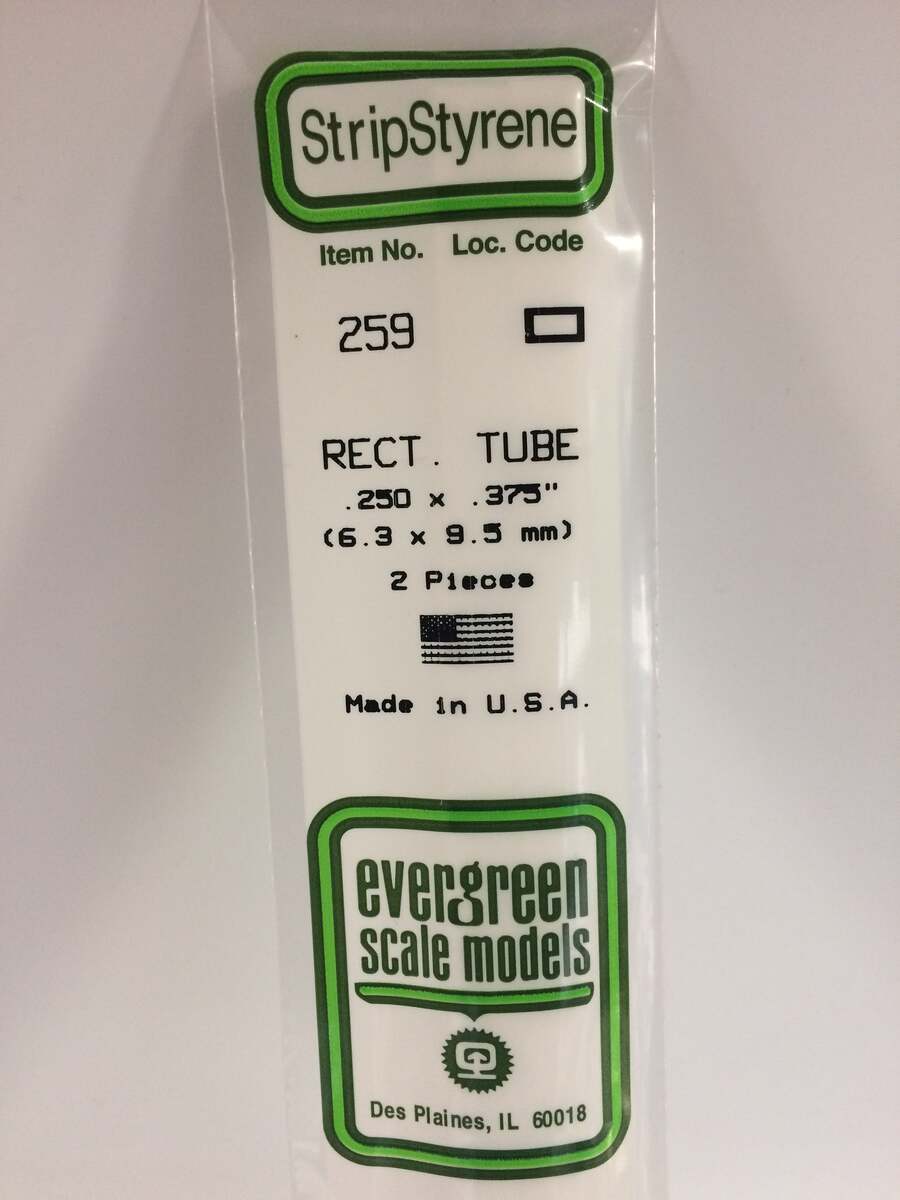 StripStyrene
Item No. Loc. Code
259
RECT. TUBE
.250 x .375"
(6.3 x 9.5 mm)
2 Pieces
Made in U.S.A.
evergreen
scale models
Des Plaines, IL 60018